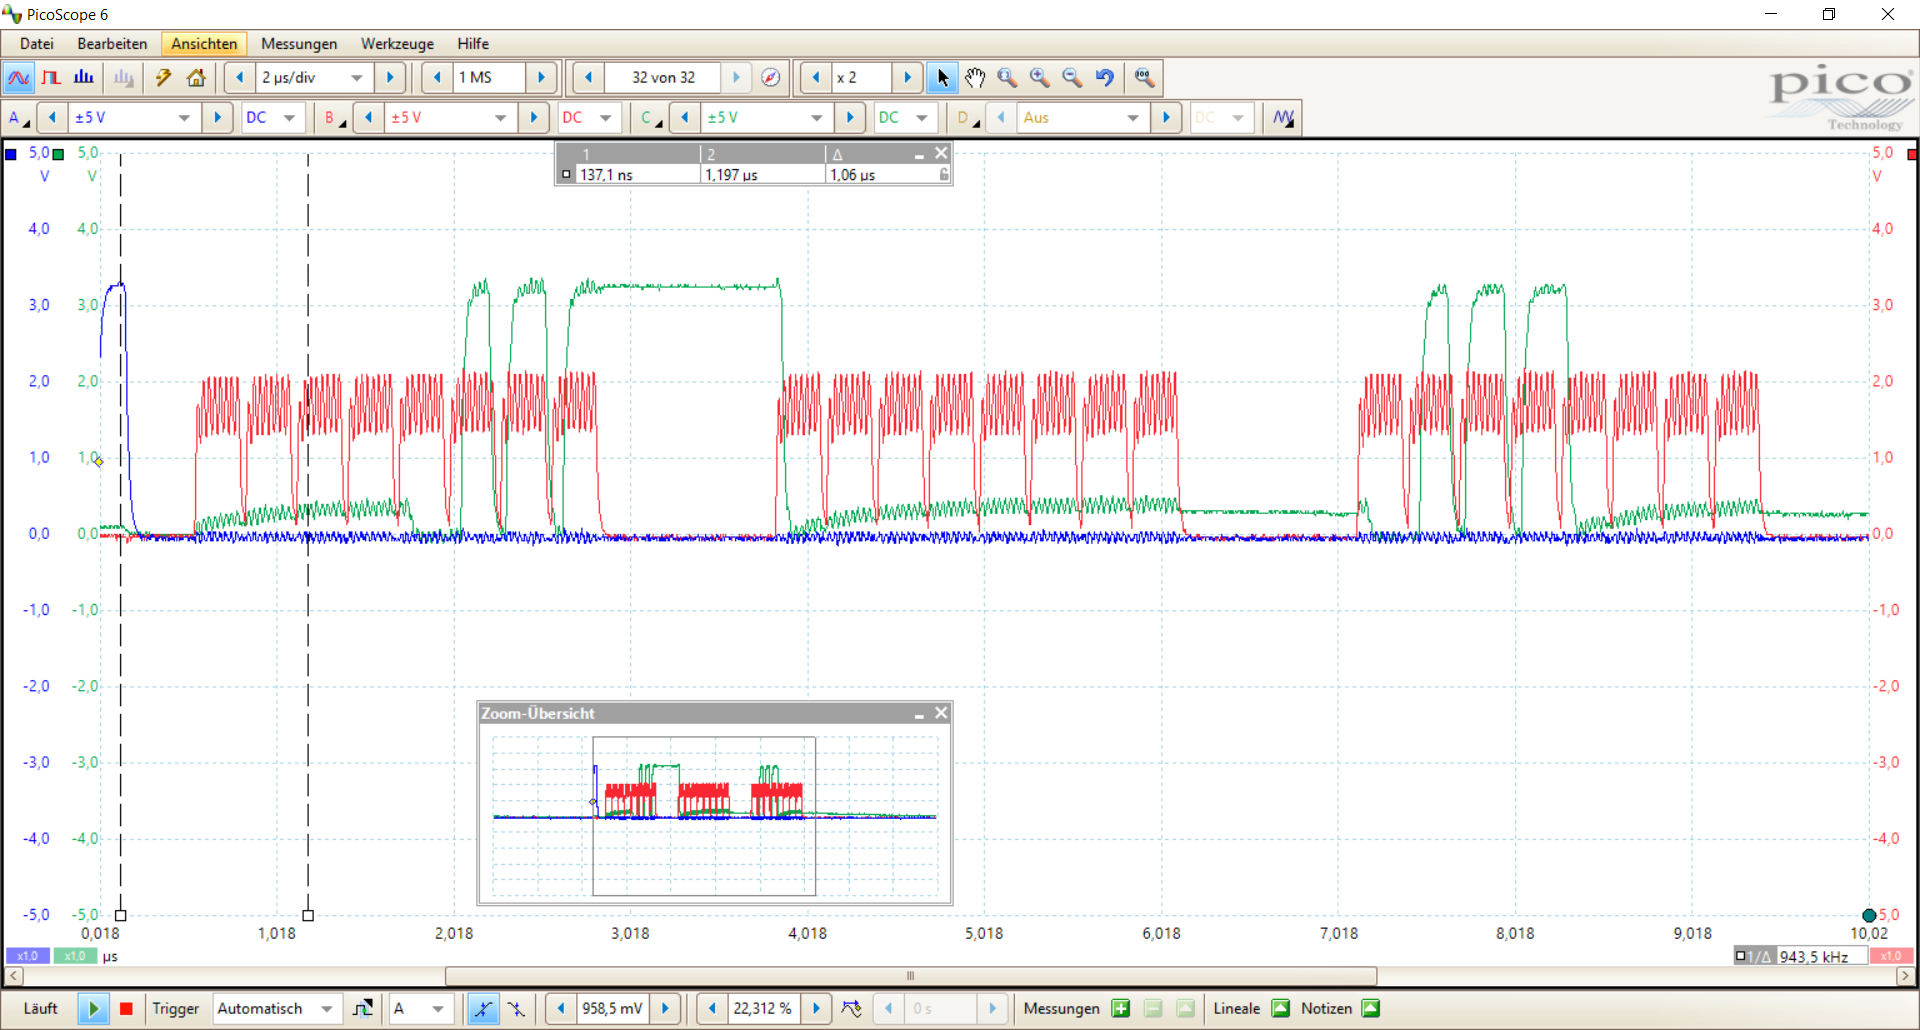 PicoScope 6
Datei Bearbeiten Ansichten Messungen Werkzeuge Hilfe
2 µs/div 1 MS 32 von 32 x 2
pico
Technology
A ±5 V DC B ±5 V DC C ±5 V DC D Aus DC
5,0 5,0 1 2 Δ 5,0
V V 137,1 ns 1,197 µs 1,06 µs V
4,0 4,0 4,0
3,0 3,0 3,0
2,0 2,0 2,0
1,0 1,0 1,0
0,0 0,0 0,0
-1,0 -1,0 -1,0
-2,0 -2,0 -2,0
Zoom-Übersicht
-3,0 -3,0 -3,0
-4,0 -4,0 -4,0
-5,0 -5,0 5,0
0,018 1,018 2,018 3,018 4,018 5,018 6,018 7,018 8,018 9,018 10,02
x1,0 x1,0 µs 1/Δ 943,5 kHz x1,0
Läuft Trigger Automatisch A 958,5 mV 22,312 % 0 s Messungen Lineale Notizen